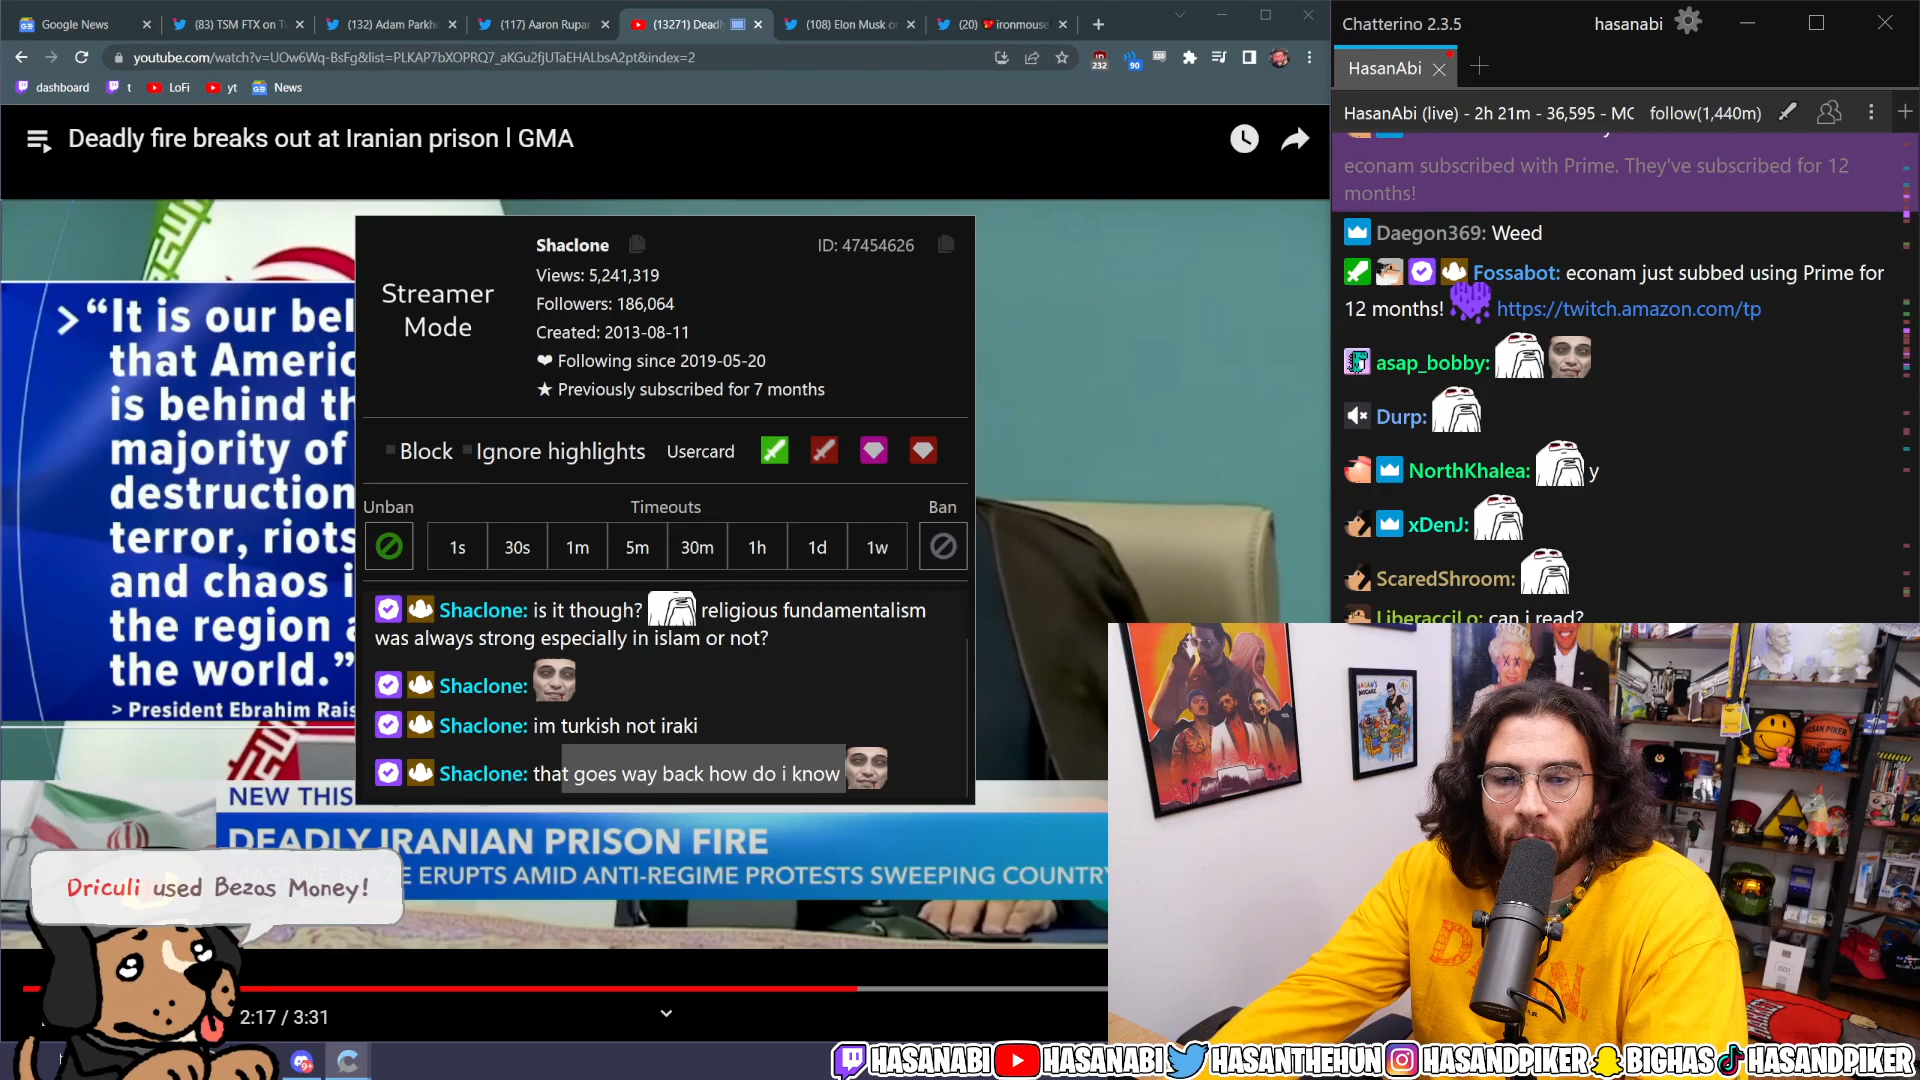 Google News
(83) TSM FTX on T
(132) Adam Parkh
(117) Aaron Rupar
(13271) Deadl
(108) Elon Musk o
(20) ironmouse
youtube.com/watch?v=UOw6Wq-BsFg&list=PLKAP7bXOPRQ7_aKGu2fjUTaEHALbsA2pt&index=2
232
90
dashboard
t
LoFi
yt
News
Deadly fire breaks out at Iranian prison l GMA
> “It is our bel
that Americ
is behind th
majority of
destruction
terror, riots
and chaos i
the region a
the world.”
> President Ebrahim Rais
NEW THIS
DEADLY IRANIAN PRISON FIRE
E ERUPTS AMID ANTI-REGIME PROTESTS SWEEPING COUNTRY
Streamer
Mode
Shaclone
ID: 47454626
Views: 5,241,319
Followers: 186,064
Created: 2013-08-11
❤ Following since 2019-05-20
★ Previously subscribed for 7 months
Block
Ignore highlights
Usercard
Unban
Timeouts
Ban
1s
30s
1m
5m
30m
1h
1d
1w
Shaclone: is it though? religious fundamentalism
was always strong especially in islam or not?
Shaclone:
Shaclone: im turkish not iraki
Shaclone: that goes way back how do i know
Driculi used Bezos Money!
2:17 / 3:31
Chatterino 2.3.5
hasanabi
HasanAbi
HasanAbi (live) - 2h 21m - 36,595 - MC
follow(1,440m)
econam subscribed with Prime. They've subscribed for 12
months!
Daegon369: Weed
Fossabot: econam just subbed using Prime for
12 months! https://twitch.amazon.com/tp
asap_bobby:
Durp:
NorthKhalea: y
xDenJ:
ScaredShroom:
LiberacciLo: can i read?
HASANABI
HASANABI
HASANTHEHUN
HASANDPIKER
BIGHAS
HASANDPIKER